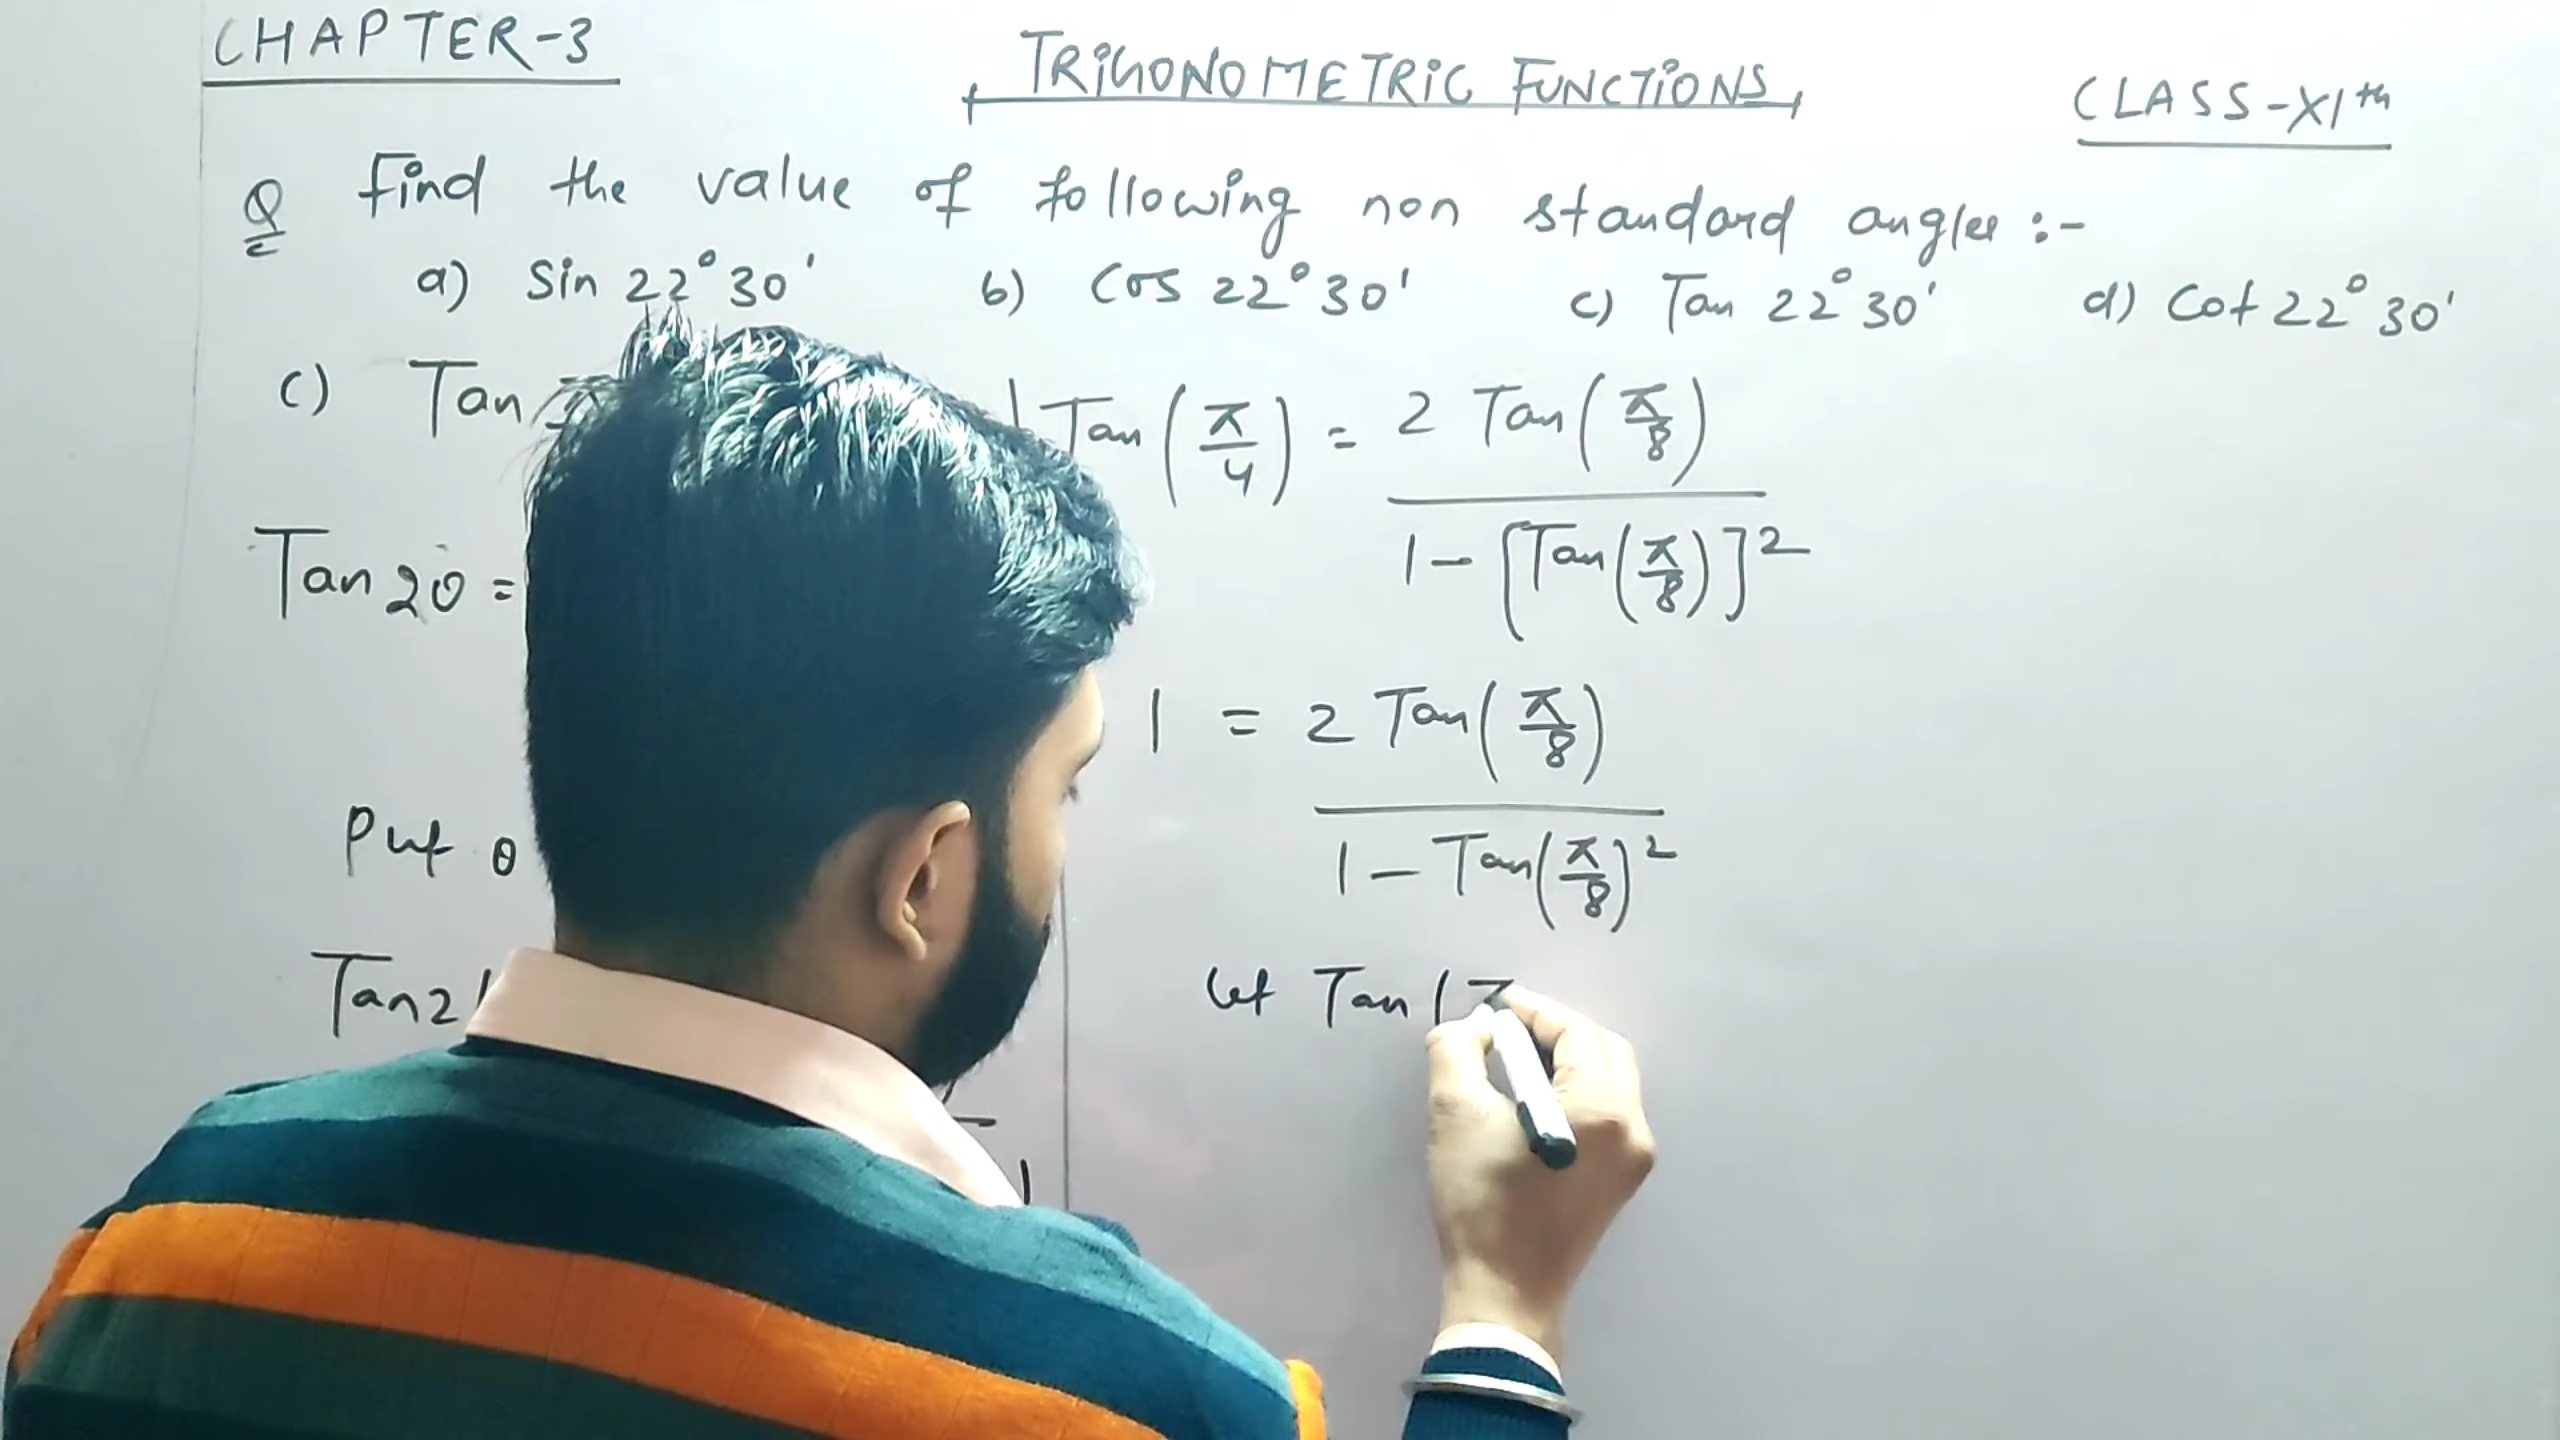 CHAPTER-3
TRIGONOMETRIC FUNCTIONS
CLASS-XIth
Q Find the value of following non standard angles :-
a) Sin 22°30'
b) Cos 22°30'
c) Tan 22°30'
d) Cot 22°30'
c) Tan
Tan 2θ =
Put θ
Tan 2
Tan(π/4) = 2 Tan(π/8) / 1 - [Tan(π/8)]²
1 = 2 Tan(π/8) / 1 - Tan(π/8)²
let Tan (